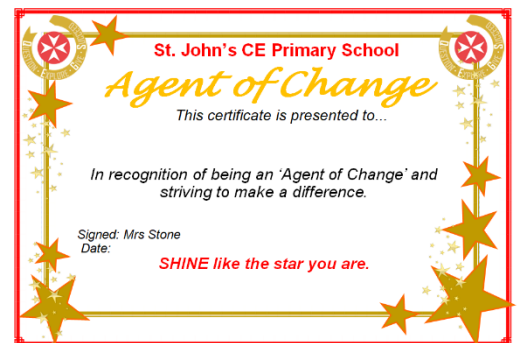 St. John's CE Primary School
Agent of Change
This certificate is presented to...
In recognition of being an 'Agent of Change' and
striving to make a difference.
Signed: Mrs Stone
Date:
SHINE like the star you are.